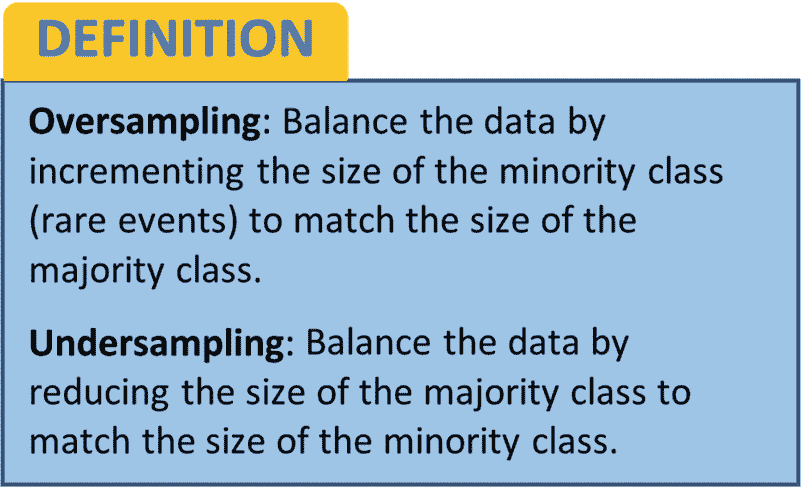 DEFINITION
Oversampling: Balance the data by
incrementing the size of the minority class
(rare events) to match the size of the
majority class.
Undersampling: Balance the data by
reducing the size of the majority class to
match the size of the minority class.